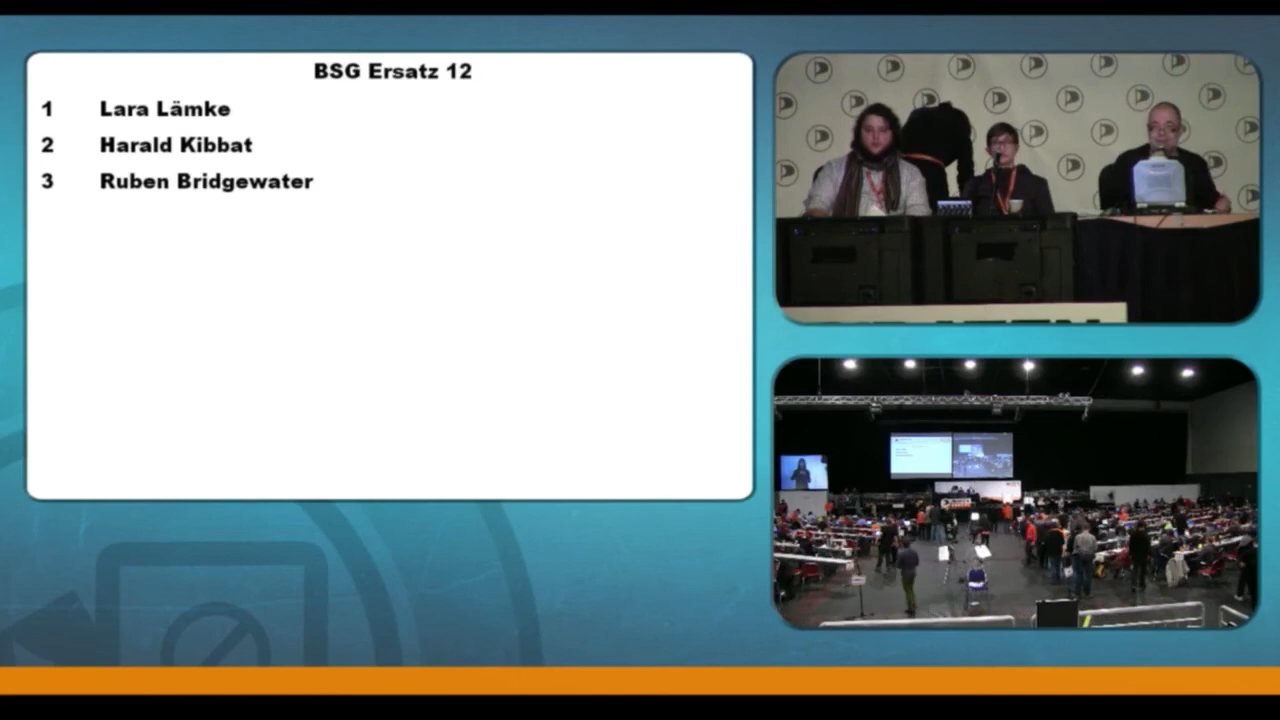 BSG Ersatz 12
1 Lara Lämke
2 Harald Kibbat
3 Ruben Bridgewater